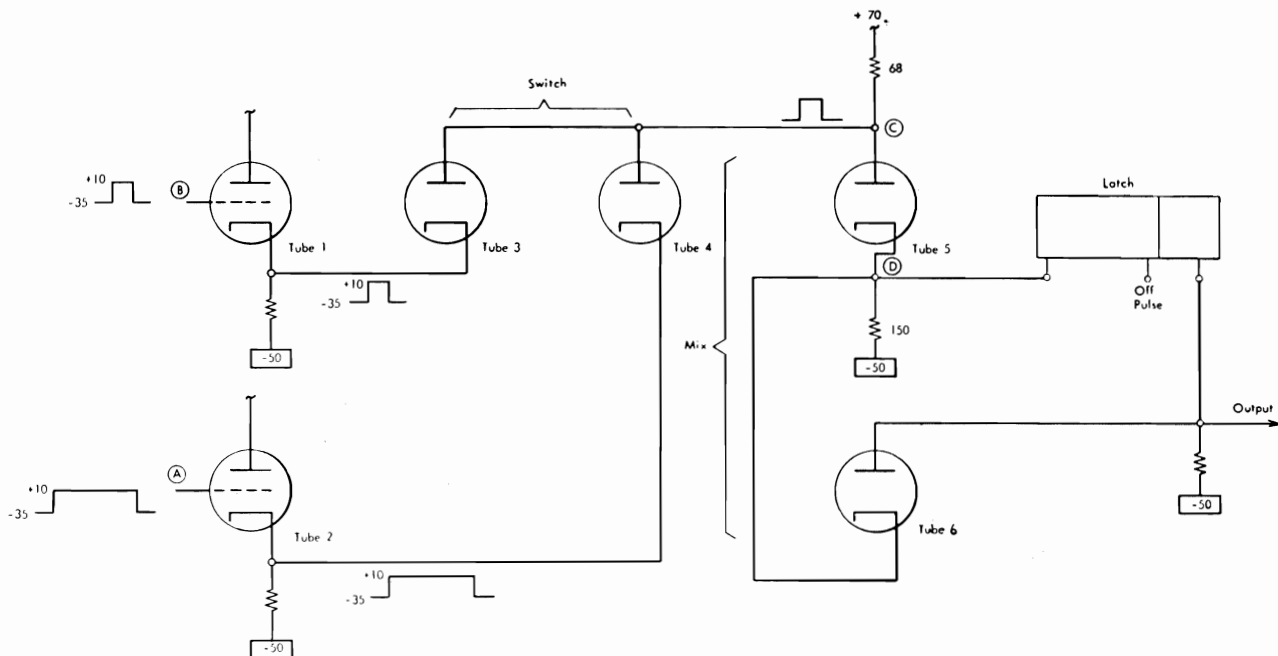 + 70
68
Switch
C
+10
-35
B
Tube 1
Tube 3
Tube 4
Tube 5
Latch
+10
-35
D
Off
Pulse
-50
Mix
150
-50
Output
+10
-35
A
Tube 2
Tube 6
-50
+10
-35
-50